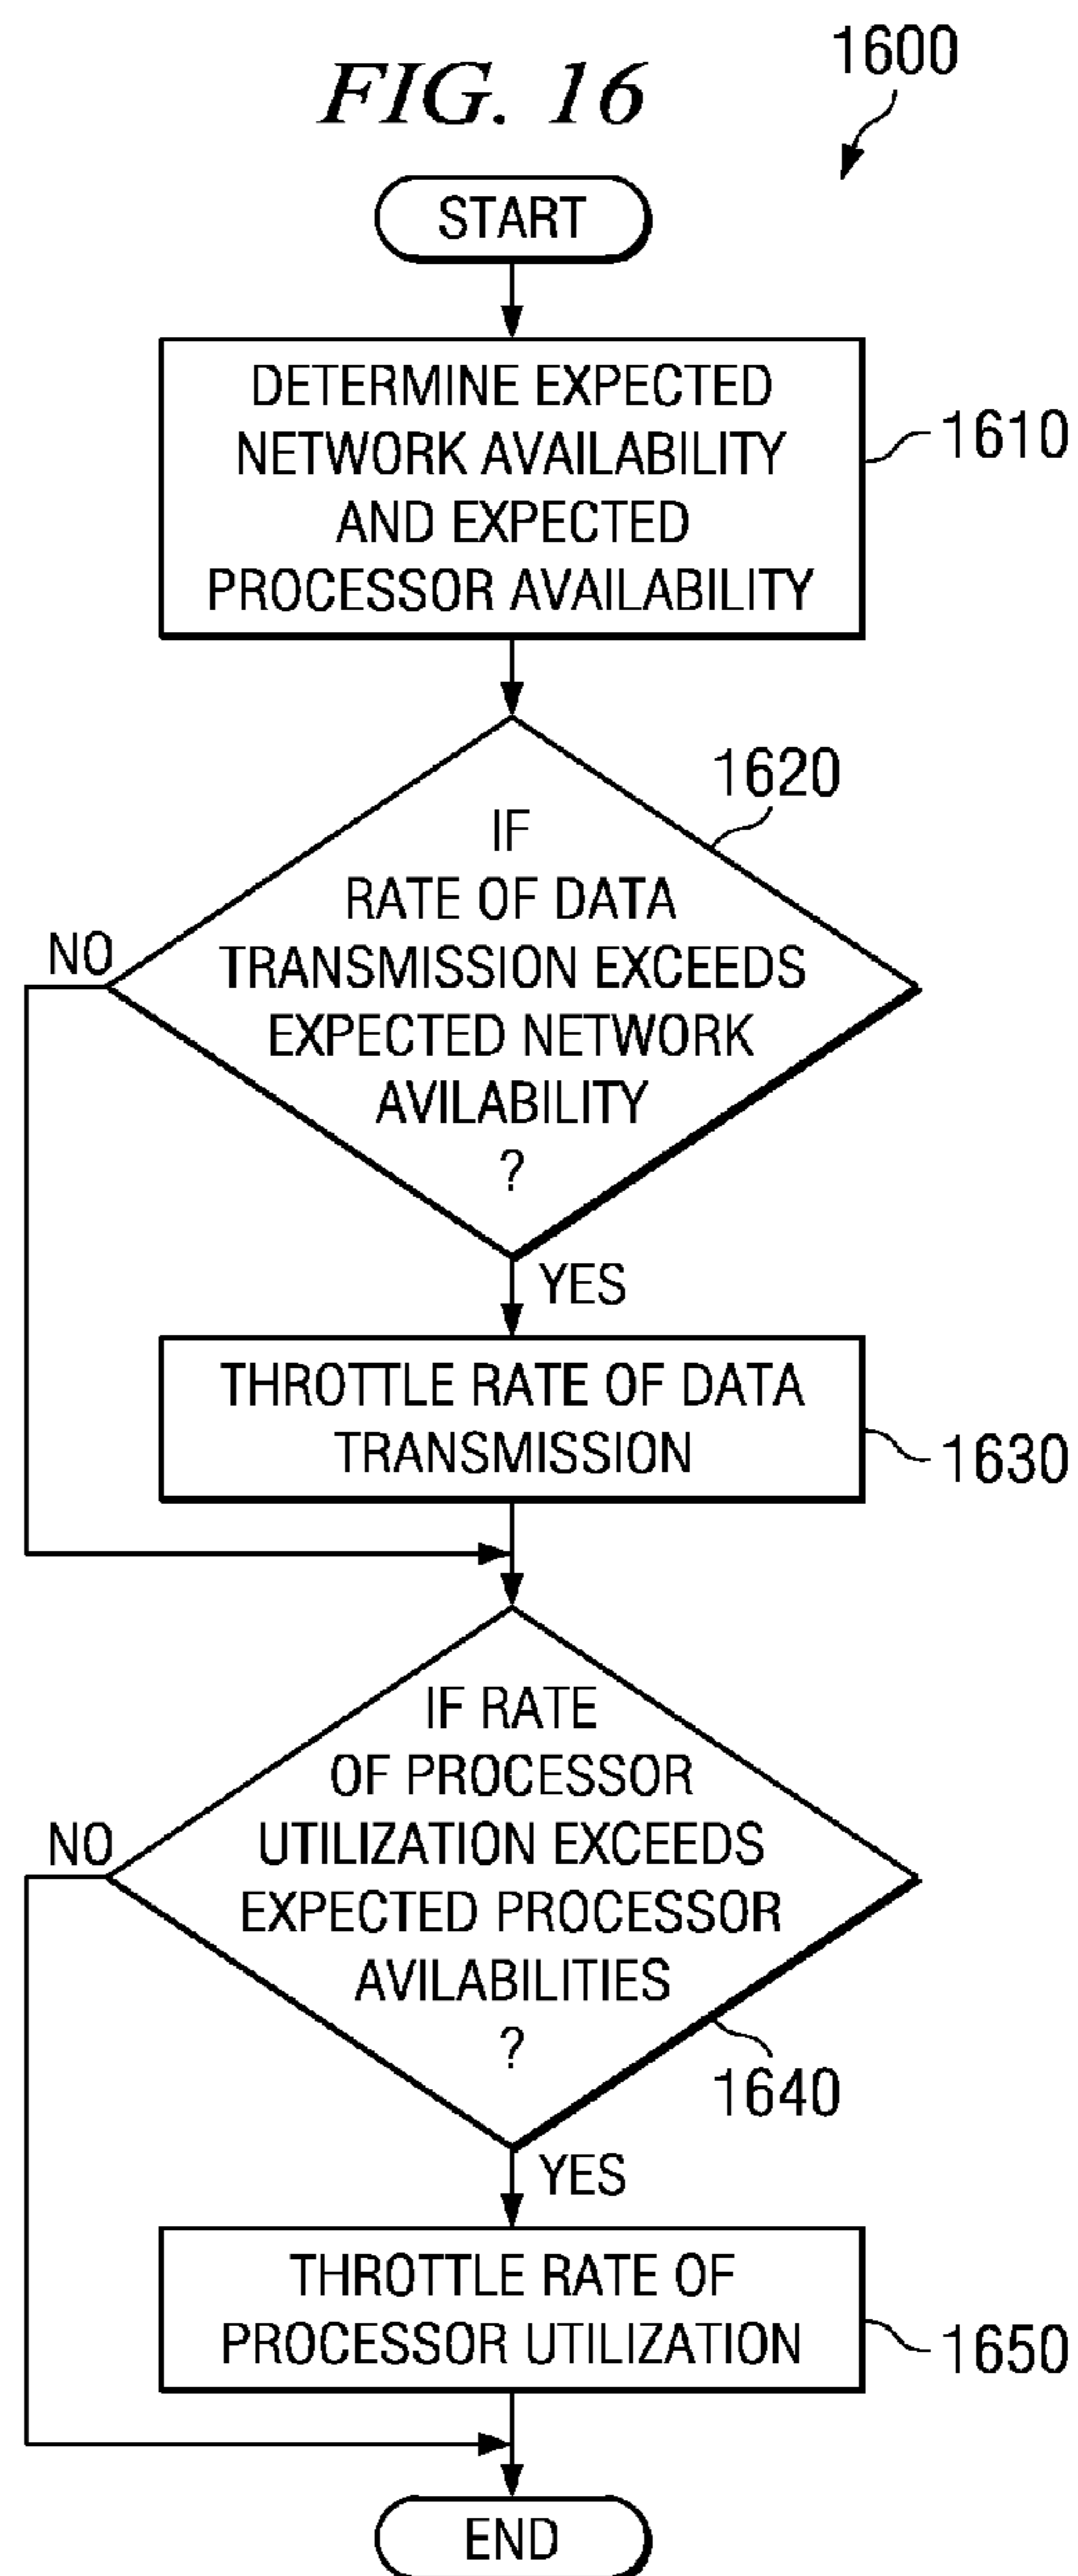 FIG. 16
1600
START
DETERMINE EXPECTED
NETWORK AVAILABILITY
AND EXPECTED
PROCESSOR AVAILABILITY
1610
1620
IF
RATE OF DATA
TRANSMISSION EXCEEDS
EXPECTED NETWORK
AVILABILITY
?
NO
YES
THROTTLE RATE OF DATA
TRANSMISSION
1630
IF RATE
OF PROCESSOR
UTILIZATION EXCEEDS
EXPECTED PROCESSOR
AVILABILITIES
?
NO
1640
YES
THROTTLE RATE OF
PROCESSOR UTILIZATION
1650
END